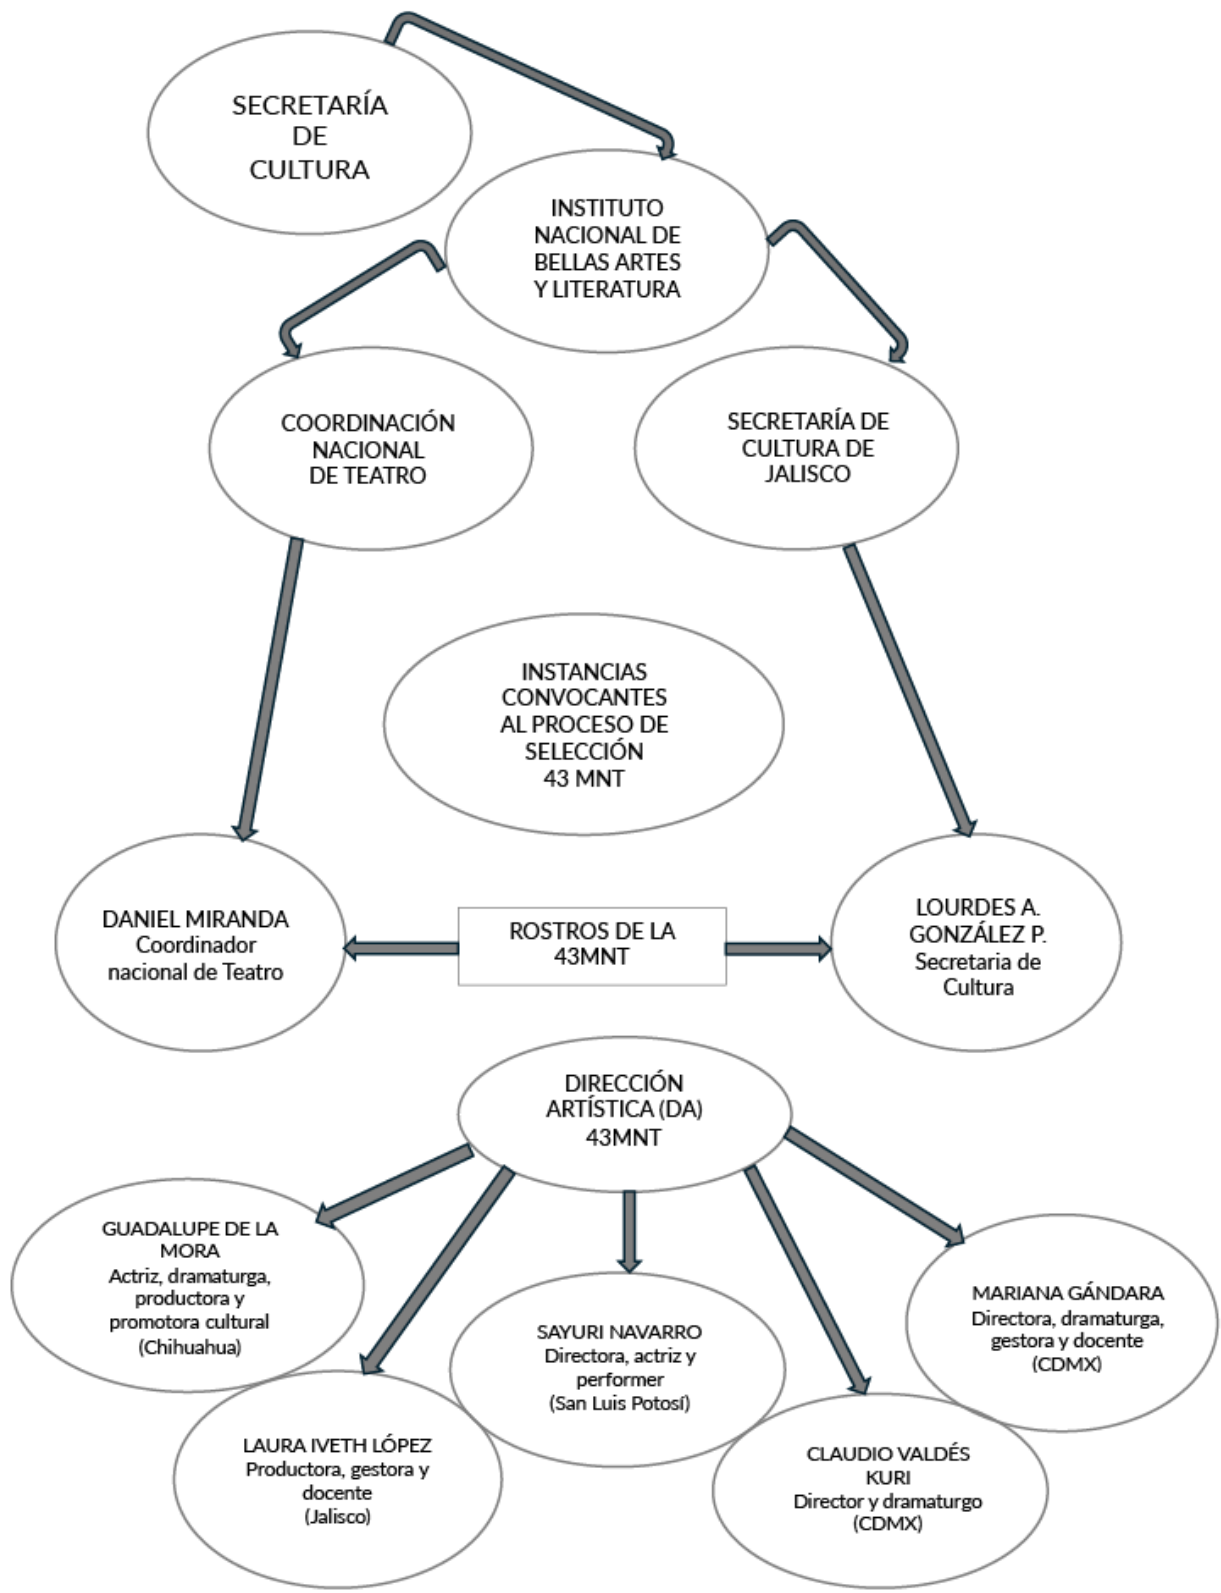 SECRETARÍA
DE
CULTURA
INSTITUTO
NACIONAL DE
BELLAS ARTES
Y LITERATURA
COORDINACIÓN
NACIONAL
DE TEATRO
SECRETARÍA DE
CULTURA DE
JALISCO
INSTANCIAS
CONVOCANTES
AL PROCESO DE
SELECCIÓN
43 MNT
DANIEL MIRANDA
Coordinador
nacional de Teatro
ROSTROS DE LA
43MNT
LOURDES A.
GONZÁLEZ P.
Secretaria de
Cultura
DIRECCIÓN
ARTÍSTICA (DA)
43MNT
GUADALUPE DE LA
MORA
Actriz, dramaturga,
productora y
promotora cultural
(Chihuahua)
LAURA IVETH LÓPEZ
Productora, gestora y
docente
(Jalisco)
SAYURI NAVARRO
Directora, actriz y
performer
(San Luis Potosí)
CLAUDIO VALDÉS
KURI
Director y dramaturgo
(CDMX)
MARIANA GÁNDARA
Directora, dramaturga,
gestora y docente
(CDMX)